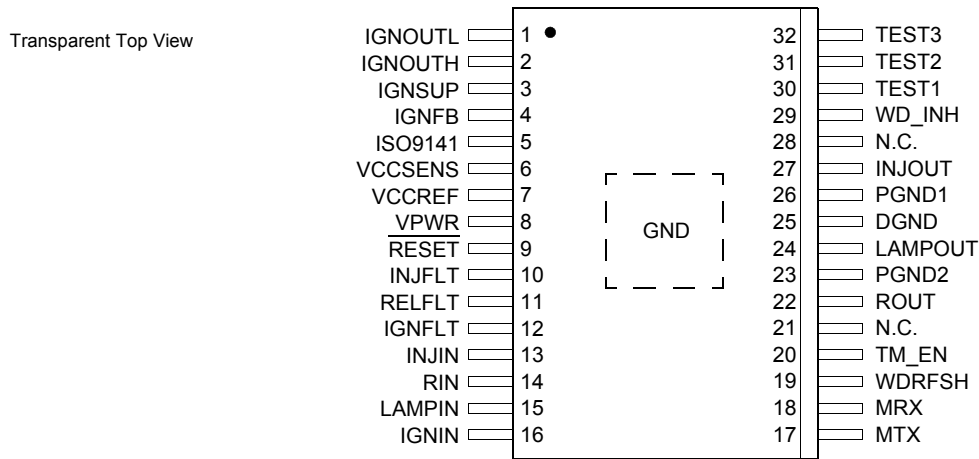 Transparent Top View
IGNOUTL 1 32 TEST3
IGNOUTH 2 31 TEST2
IGNSUP 3 30 TEST1
IGNFB 4 29 WD_INH
ISO9141 5 28 N.C.
VCCSENS 6 27 INJOUT
VCCREF 7 26 PGND1
VPWR 8 25 DGND
GND
RESET 9 24 LAMPOUT
INJFLT 10 23 PGND2
RELFLT 11 22 ROUT
IGNFLT 12 21 N.C.
INJIN 13 20 TM_EN
RIN 14 19 WDRFSH
LAMPIN 15 18 MRX
IGNIN 16 17 MTX